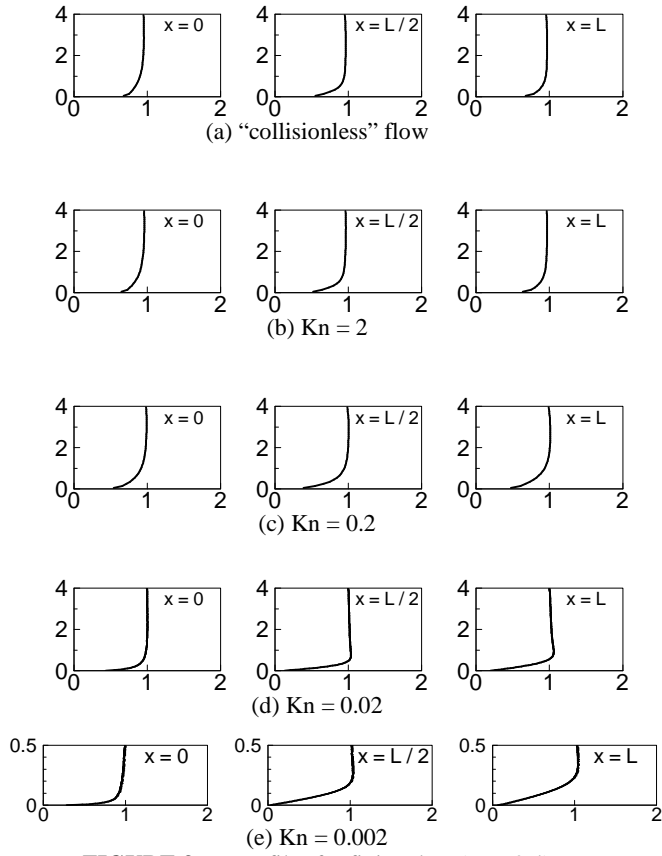 4 4 4
x = 0 x = L / 2 x = L
2 2 2
0 0 0
0 1 2 0 1 2 0 1 2
(a) “collisionless” flow
4 4 4
x = 0 x = L / 2 x = L
2 2 2
0 0 0
0 1 2 0 1 2 0 1 2
(b) Kn = 2
4 4 4
x = 0 x = L / 2 x = L
2 2 2
0 0 0
0 1 2 0 1 2 0 1 2
(c) Kn = 0.2
4 4 4
x = 0 x = L / 2 x = L
2 2 2
0 0 0
0 1 2 0 1 2 0 1 2
(d) Kn = 0.02
0.5 0.5 0.5
x = 0 x = L / 2 x = L
0 0 0
0 1 2 0 1 2 0 1 2
(e) Kn = 0.002
FIGURE